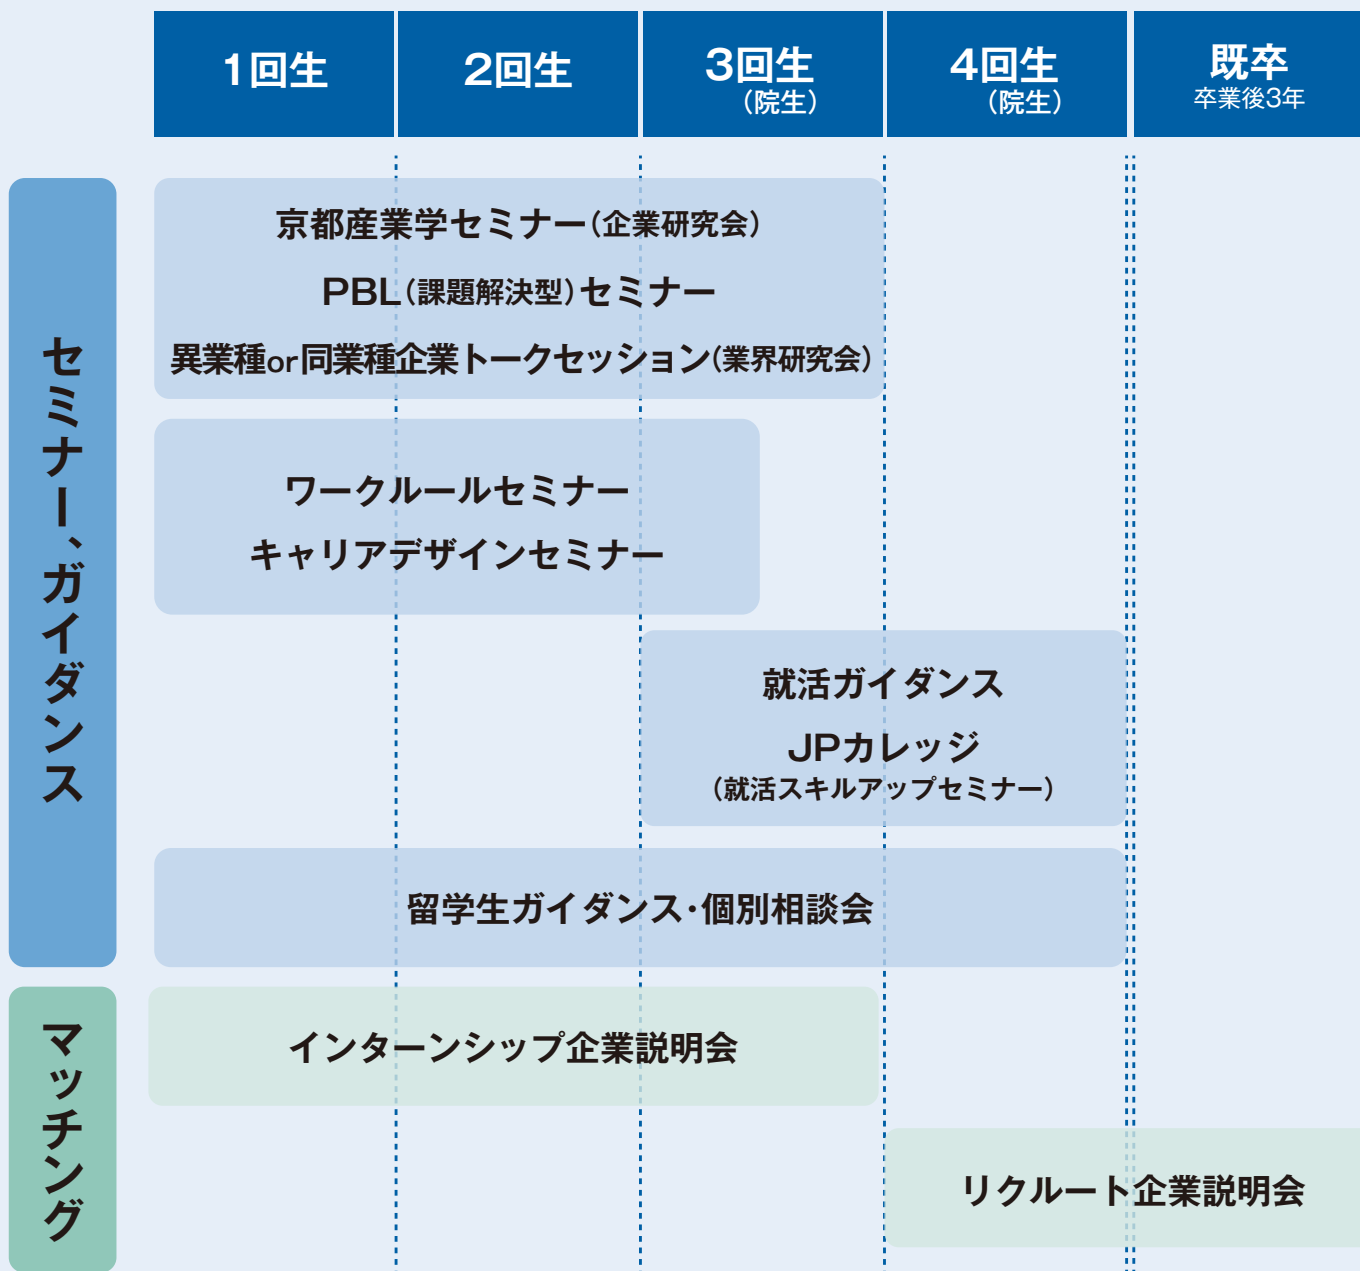 1回生
2回生
3回生
(院生)
4回生
(院生)
既卒
卒業後3年
セミナー、ガイダンス
京都産業学セミナー(企業研究会)
PBL(課題解決型)セミナー
異業種or同業種企業トークセッション(業界研究会)
ワークルールセミナー
キャリアデザインセミナー
就活ガイダンス
JPカレッジ
(就活スキルアップセミナー)
留学生ガイダンス・個別相談会
マッチング
インターンシップ企業説明会
リクルート企業説明会